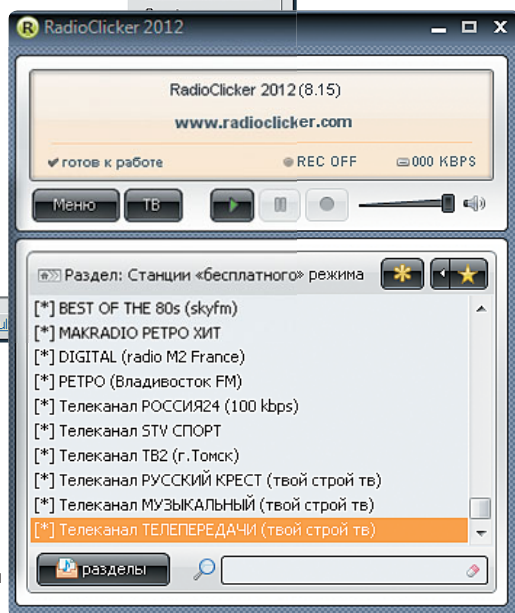 RadioClicker 2012
RadioClicker 2012 (8.15)
www.radioclicker.com
готов к работе
REC OFF
000 KBPS
Меню
ТВ
Раздел: Станции «бесплатного» режима
[*] BEST OF THE 80s (skyfm)
[*] MAKRADIO РЕТРО ХИТ
[*] DIGITAL (radio M2 France)
[*] РЕТРО (Владивосток FM)
[*] Телеканал РОССИЯ24 (100 kbps)
[*] Телеканал STV СПОРТ
[*] Телеканал ТВ2 (г.Томск)
[*] Телеканал РУССКИЙ КРЕСТ (твой строй тв)
[*] Телеканал МУЗЫКАЛЬНЫЙ (твой строй тв)
[*] Телеканал ТЕЛЕПЕРЕДАЧИ (твой строй тв)
разделы